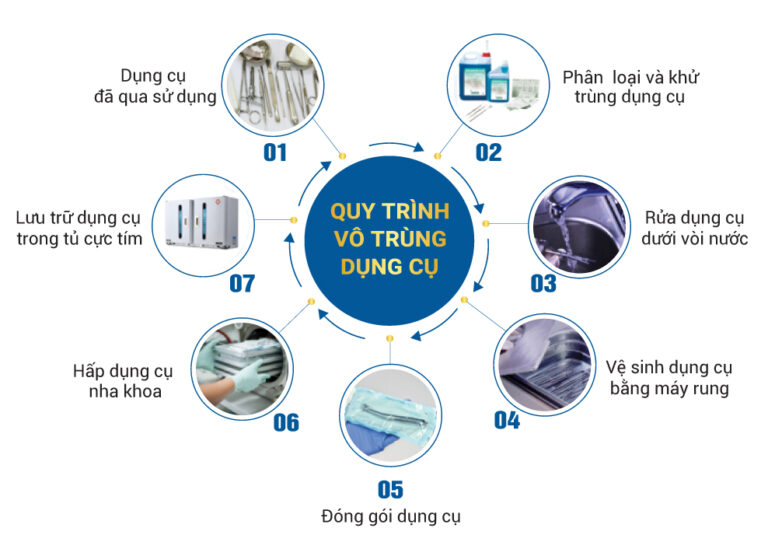 QUY TRÌNH
VÔ TRÙNG
DỤNG CỤ
Dụng cụ
đã qua sử dụng
01
Phân loại và khử
trùng dụng cụ
02
Rửa dụng cụ
dưới vòi nước
03
Vệ sinh dụng cụ
bằng máy rung
04
05
Đóng gói dụng cụ
Hấp dụng cụ
nha khoa
06
Lưu trữ dụng cụ
trong tủ cực tím
07